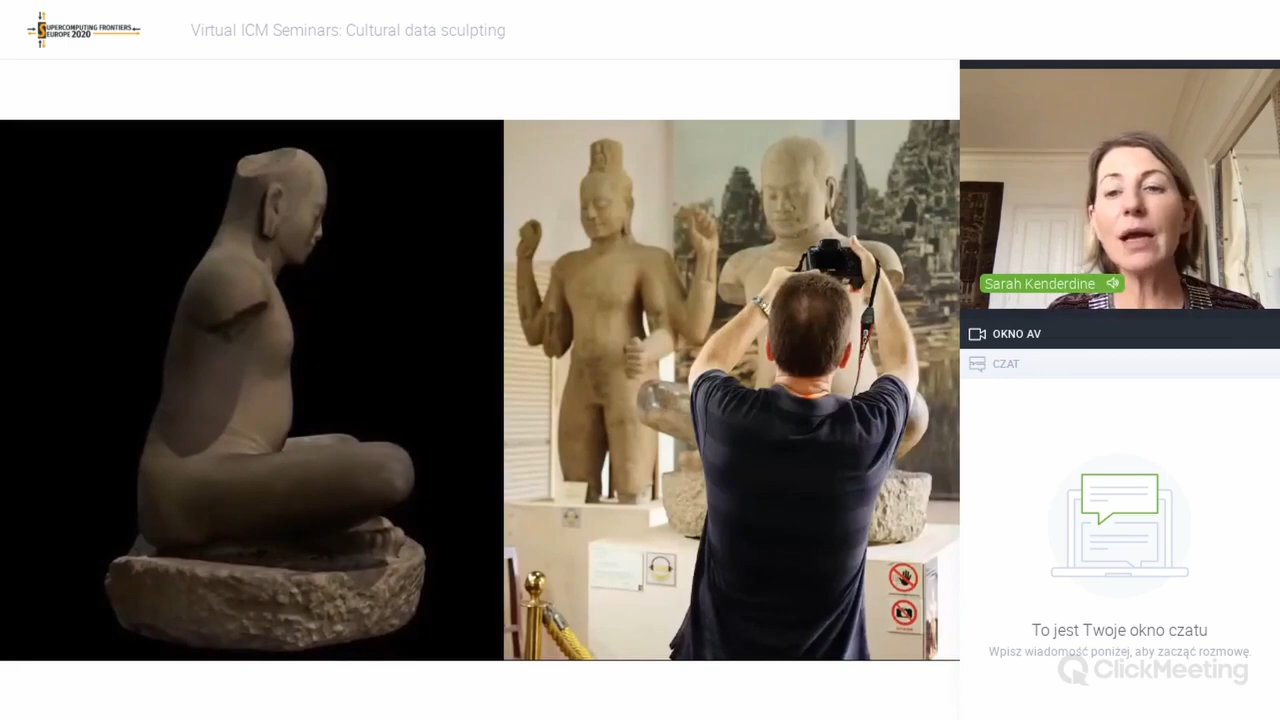 SUPERCOMPUTING FRONTIERS
EUROPE 2020
Virtual ICM Seminars: Cultural data sculpting
Sarah Kenderdine
OKNO AV
CZAT
To jest Twoje okno czatu
Wpisz wiadomość poniżej, aby zacząć rozmowę.
ClickMeeting